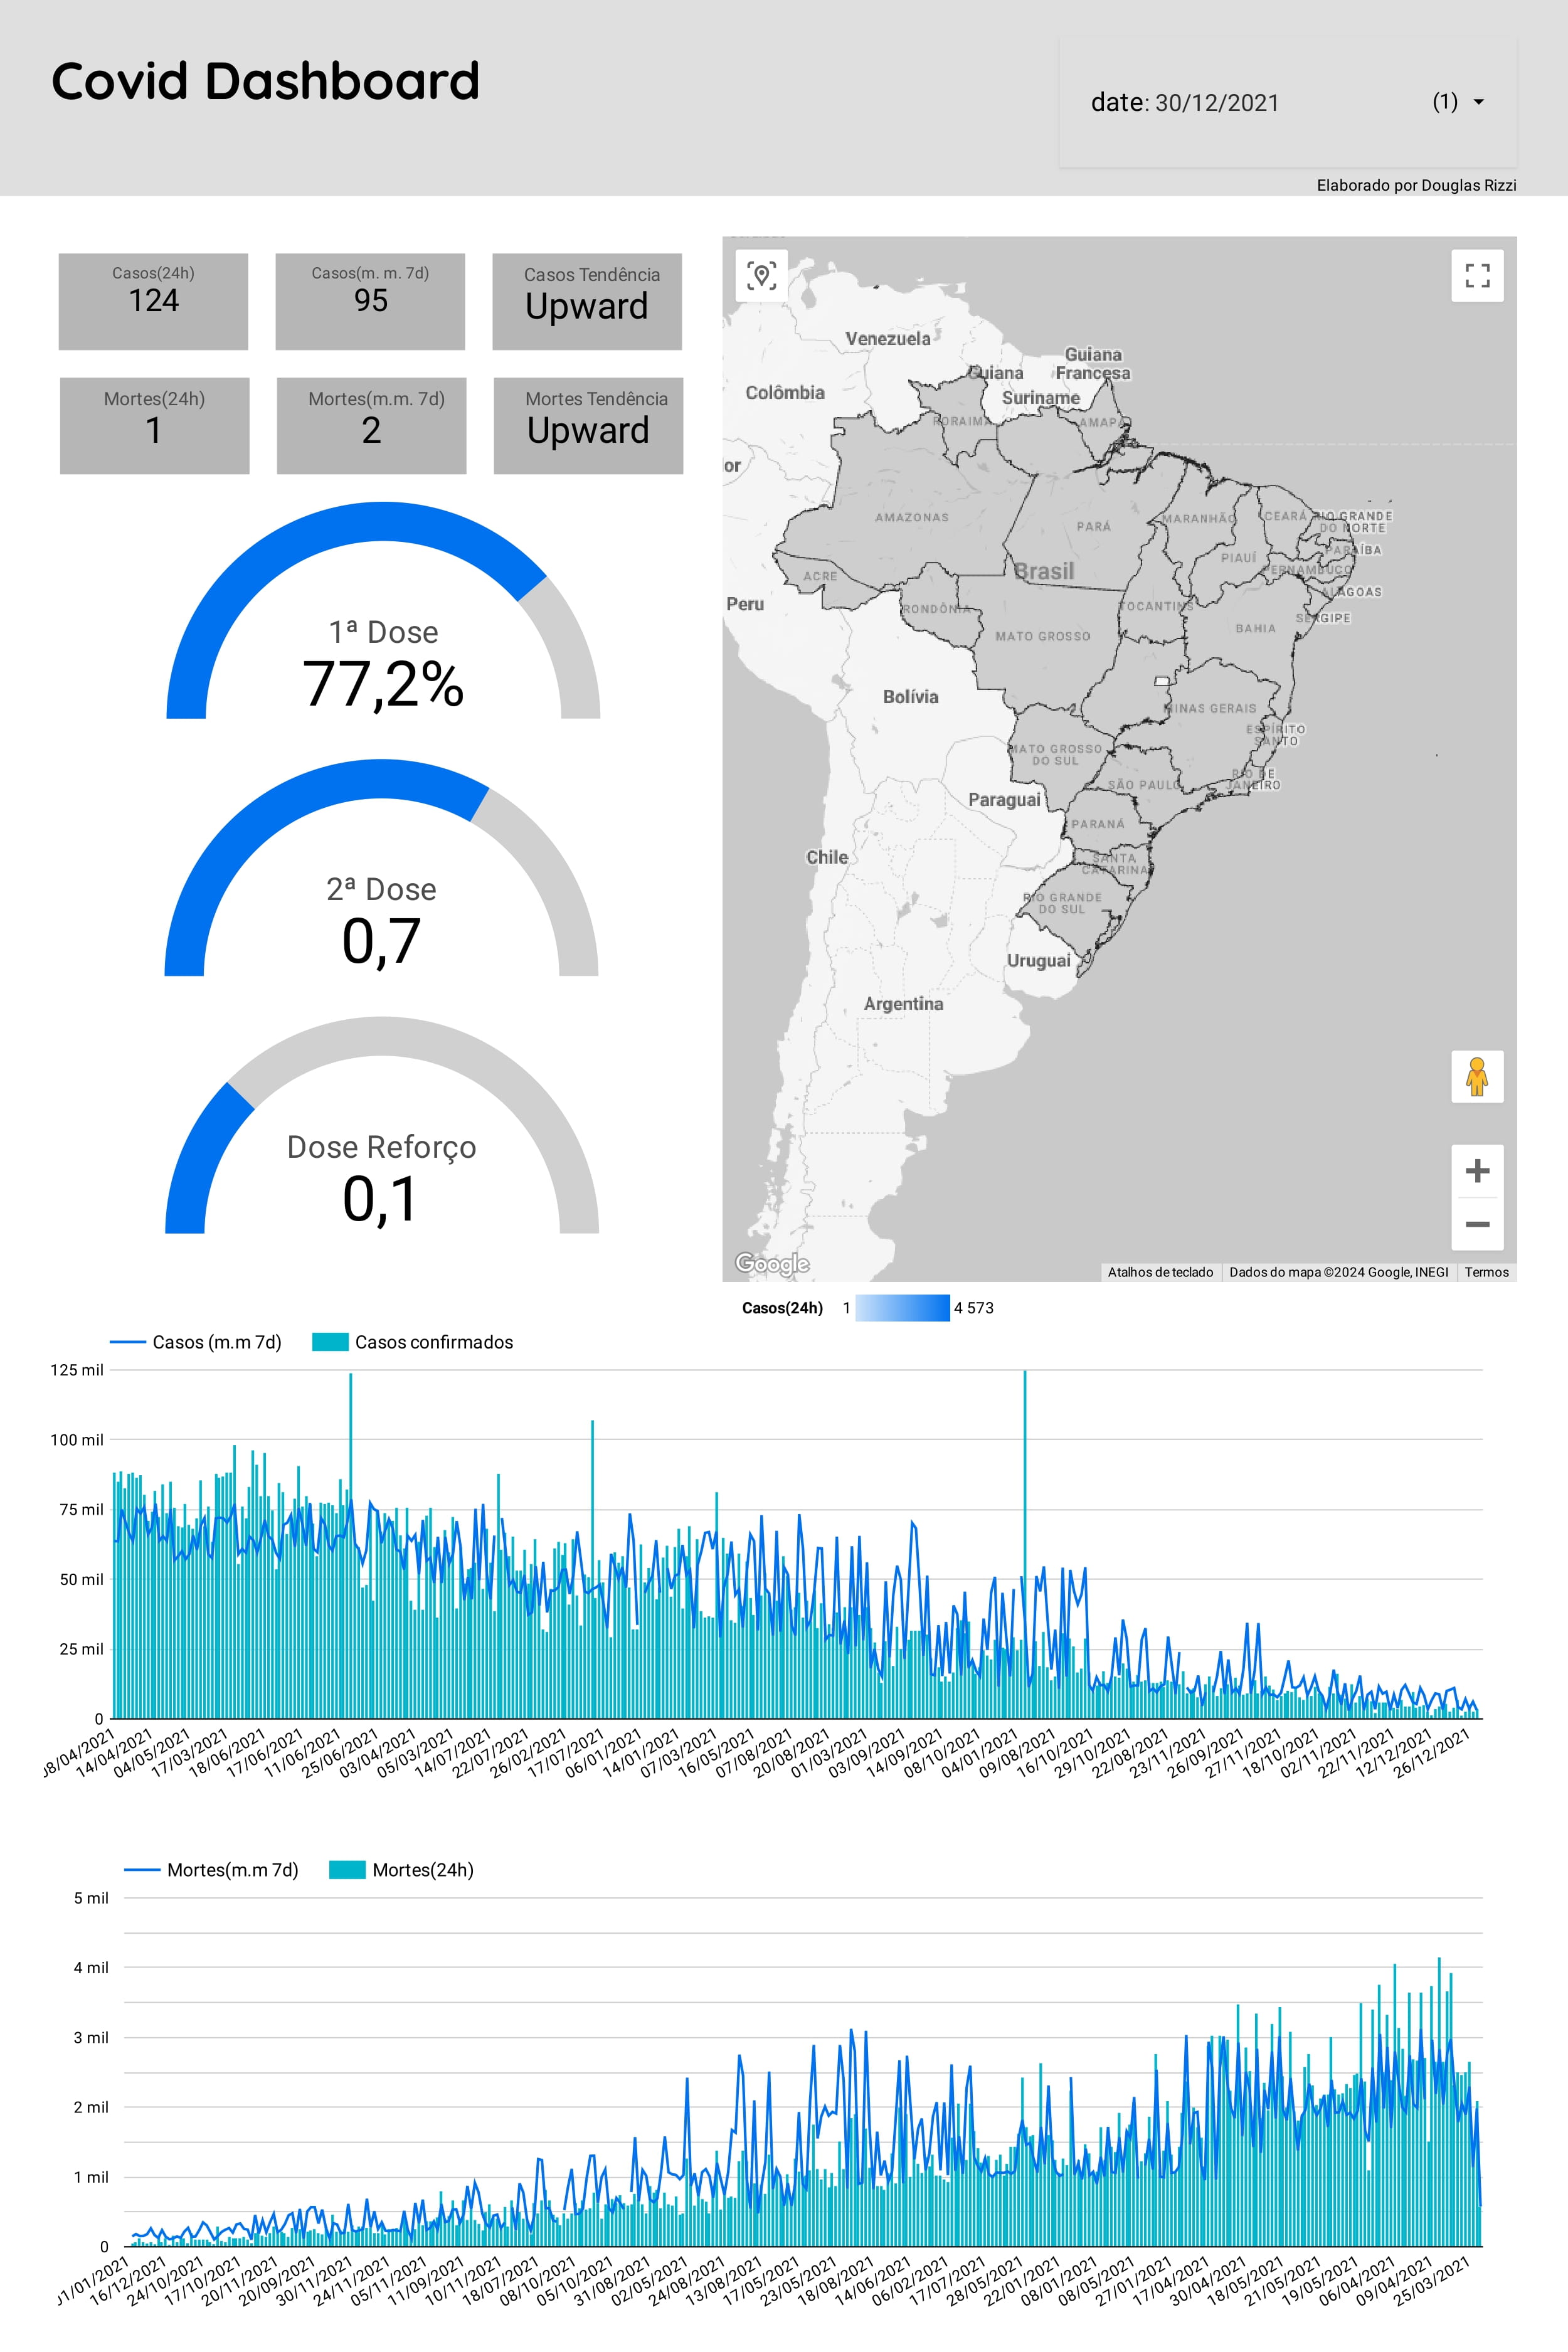 Covid Dashboard
date: 30/12/2021 (1)
Elaborado por Douglas Rizzi
Casos(24h)
124
Casos(m. m. 7d)
95
Casos Tendência
Upward
Mortes(24h)
1
Mortes(m.m. 7d)
2
Mortes Tendência
Upward
1ª Dose
77,2%
2ª Dose
0,7
Dose Reforço
0,1
Venezuela
Guiana
Guiana
Francesa
Colômbia
Suriname
RORAIMA
AMAPÁ
or
AMAZONAS
PARÁ
MARANHÃO
CEARÁ
RIO GRANDE
DO NORTE
PARAÍBA
PIAUÍ
PERNAMBUCO
Brasil
ACRE
ALAGOAS
Peru
RONDÔNIA
TOCANTINS
SERGIPE
BAHIA
MATO GROSSO
Bolívia
MINAS GERAIS
ESPÍRITO
SANTO
MATO GROSSO
DO SUL
RIO DE
JANEIRO
SÃO PAULO
Paraguai
PARANÁ
Chile
SANTA
CATARINA
RIO GRANDE
DO SUL
Uruguai
Argentina
Google
Atalhos de teclado
Dados do mapa ©2024 Google, INEGI
Termos
Casos(24h) 1 4 573
Casos (m.m 7d) Casos confirmados
125 mil
100 mil
75 mil
50 mil
25 mil
0
08/04/2021
14/04/2021
04/05/2021
17/03/2021
18/06/2021
17/06/2021
11/06/2021
25/06/2021
03/04/2021
05/03/2021
14/07/2021
22/07/2021
26/02/2021
17/07/2021
06/01/2021
14/01/2021
07/03/2021
16/05/2021
07/08/2021
20/08/2021
01/03/2021
03/09/2021
14/09/2021
08/10/2021
04/01/2021
09/08/2021
16/10/2021
29/10/2021
22/08/2021
23/11/2021
26/09/2021
27/11/2021
18/10/2021
02/11/2021
22/11/2021
12/12/2021
26/12/2021
Mortes(m.m 7d) Mortes(24h)
5 mil
4 mil
3 mil
2 mil
1 mil
0
01/01/2021
16/12/2021
24/10/2021
17/10/2021
20/11/2021
20/09/2021
30/11/2021
24/11/2021
05/11/2021
11/09/2021
10/11/2021
18/07/2021
08/10/2021
05/10/2021
31/08/2021
02/05/2021
24/08/2021
13/08/2021
17/05/2021
23/05/2021
18/08/2021
14/06/2021
06/02/2021
17/07/2021
28/05/2021
22/01/2021
08/01/2021
08/05/2021
27/01/2021
17/04/2021
30/04/2021
18/05/2021
21/05/2021
19/05/2021
06/04/2021
09/04/2021
25/03/2021